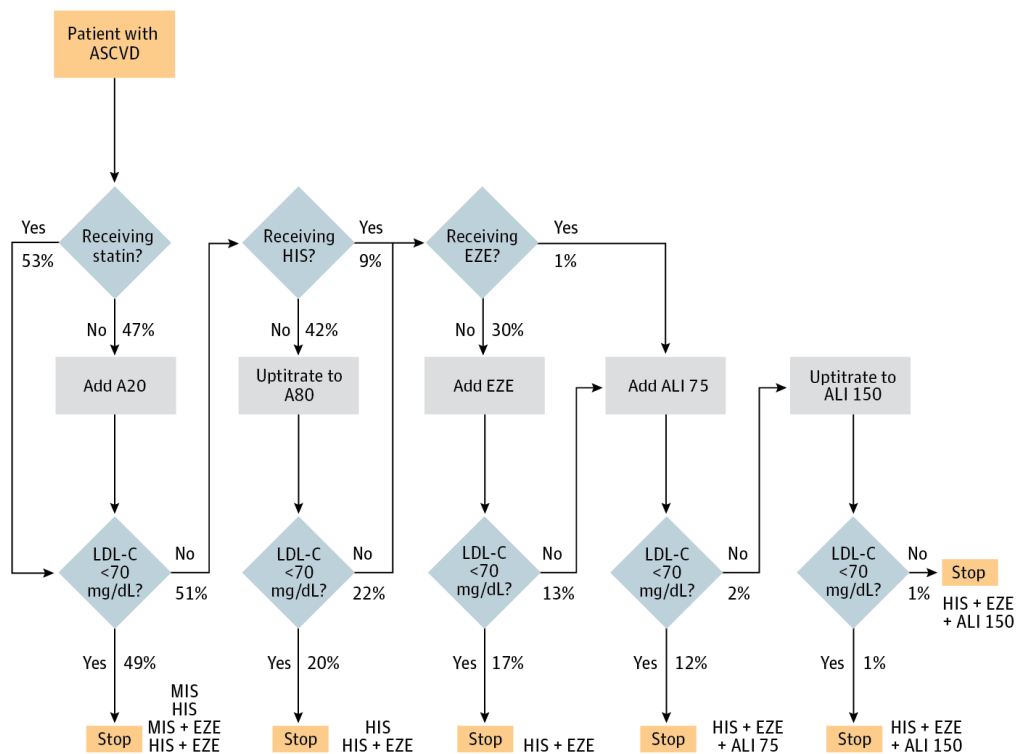 Patient with
ASCVD
Yes
53%
Receiving
statin?
No 47%
Add A20
LDL-C
<70
mg/dL?
No
51%
Yes 49%
Stop
MIS
HIS
MIS + EZE
HIS + EZE
Receiving
HIS?
Yes
9%
No 42%
Uptitrate to
A80
LDL-C
<70
mg/dL?
No
22%
Yes 20%
Stop
HIS
HIS + EZE
Receiving
EZE?
Yes
1%
No 30%
Add EZE
LDL-C
<70
mg/dL?
No
13%
Yes 17%
Stop
HIS + EZE
Add ALI 75
LDL-C
<70
mg/dL?
No
2%
Yes 12%
Stop
HIS + EZE
+ ALI 75
Uptitrate to
ALI 150
LDL-C
<70
mg/dL?
No
1%
Stop
HIS + EZE
+ ALI 150
Yes 1%
Stop
HIS + EZE
+ ALI 150